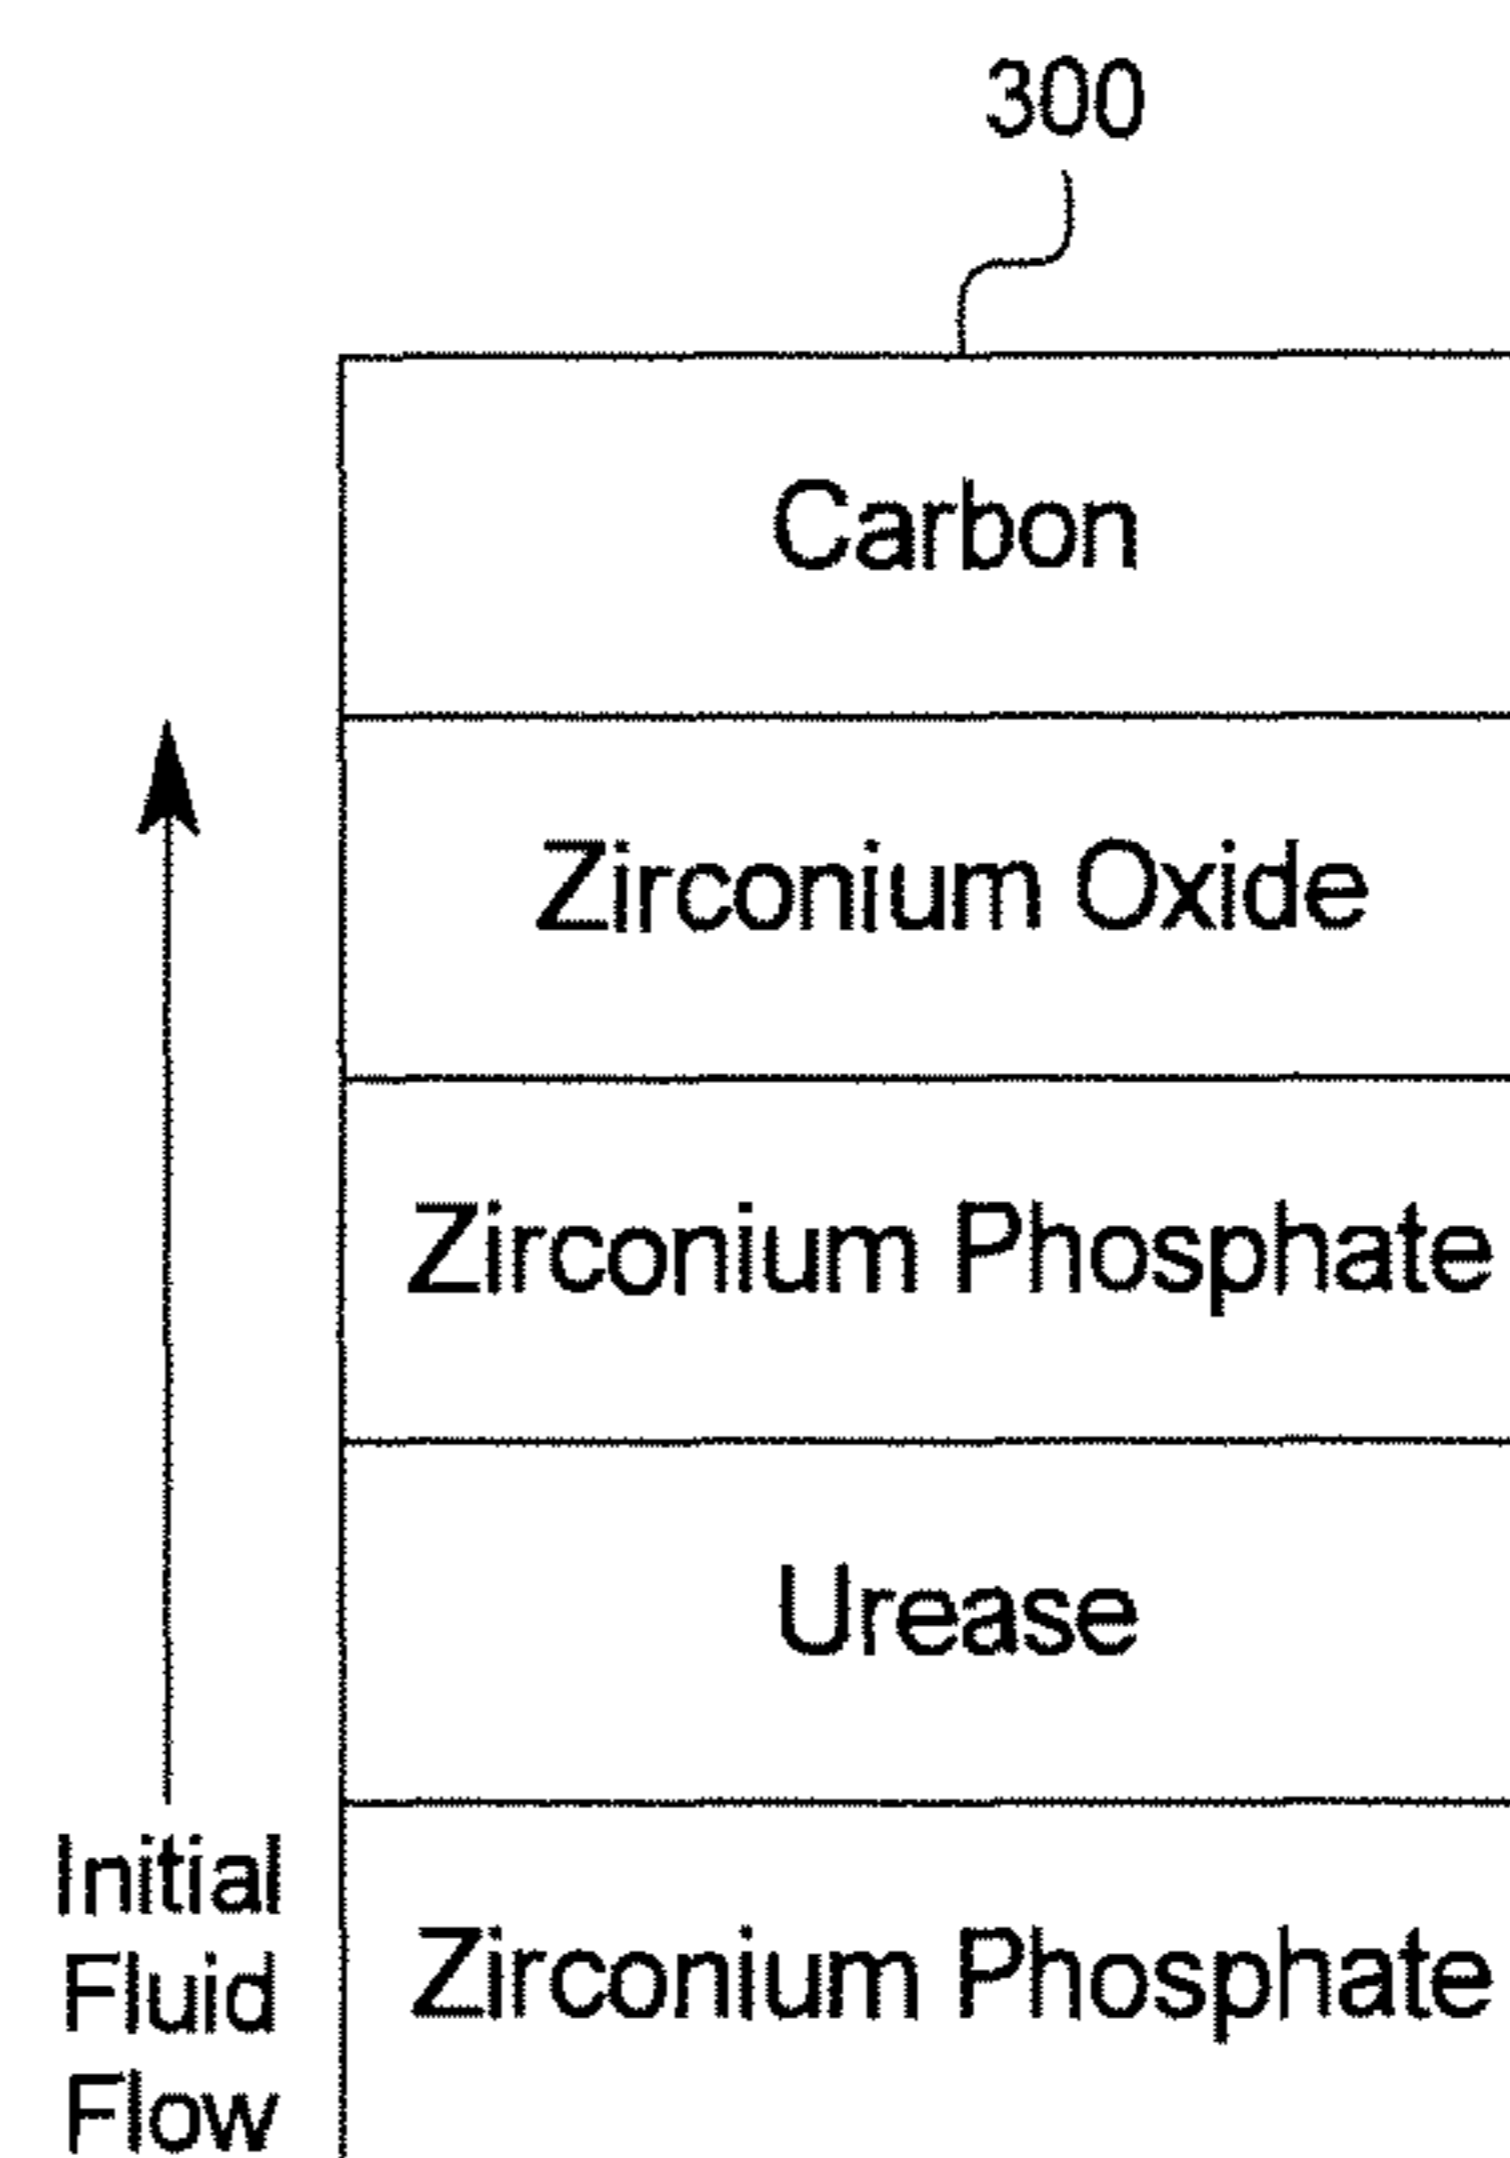 300
Carbon
Zirconium Oxide
Zirconium Phosphate
Urease
Zirconium Phosphate
Initial
Fluid
Flow